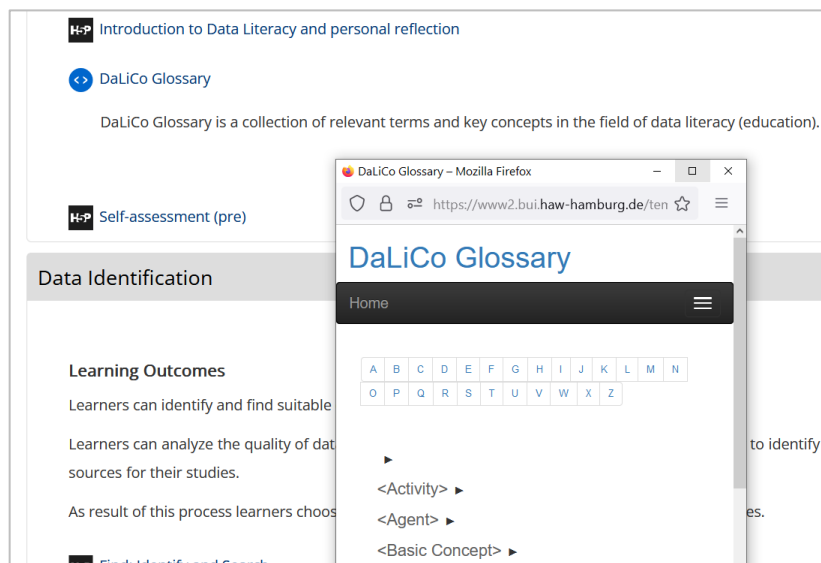 H-P Introduction to Data Literacy and personal reflection
<> DaLiCo Glossary
DaLiCo Glossary is a collection of relevant terms and key concepts in the field of data literacy (education).
H-P Self-assessment (pre)
Data Identification
Learning Outcomes
Learners can identify and find suitable
Learners can analyze the quality of dat
to identify
sources for their studies.
As result of this process learners choos
es.
DaLiCo Glossary – Mozilla Firefox
https://www2.bui.haw-hamburg.de/ten
DaLiCo Glossary
Home
A B C D E F G H I J K L M N
O P Q R S T U V W X Z
<Activity>
<Agent>
<Basic Concept>